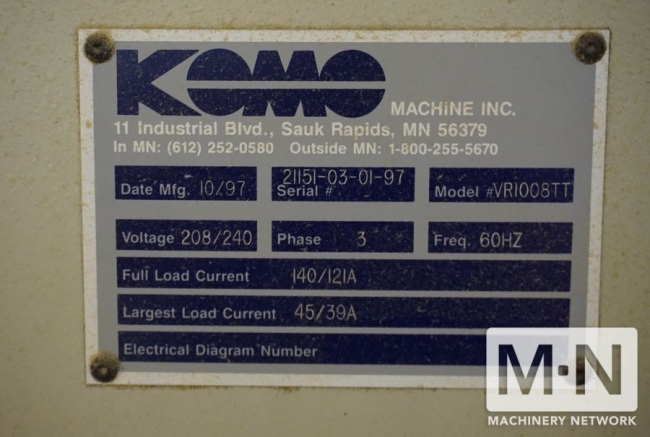 KOMO MACHINE INC.
11 Industrial Blvd., Sauk Rapids, MN 56379
In MN: (612) 252-0580 Outside MN: 1-800-255-5670
Date Mfg. 10/97 Serial # 21151-03-01-97 Model # VR1008TT
Voltage 208/240 Phase 3 Freq. 60HZ
Full Load Current 140/121A
Largest Load Current 45/39A
Electrical Diagram Number
M·N
MACHINERY NETWORK